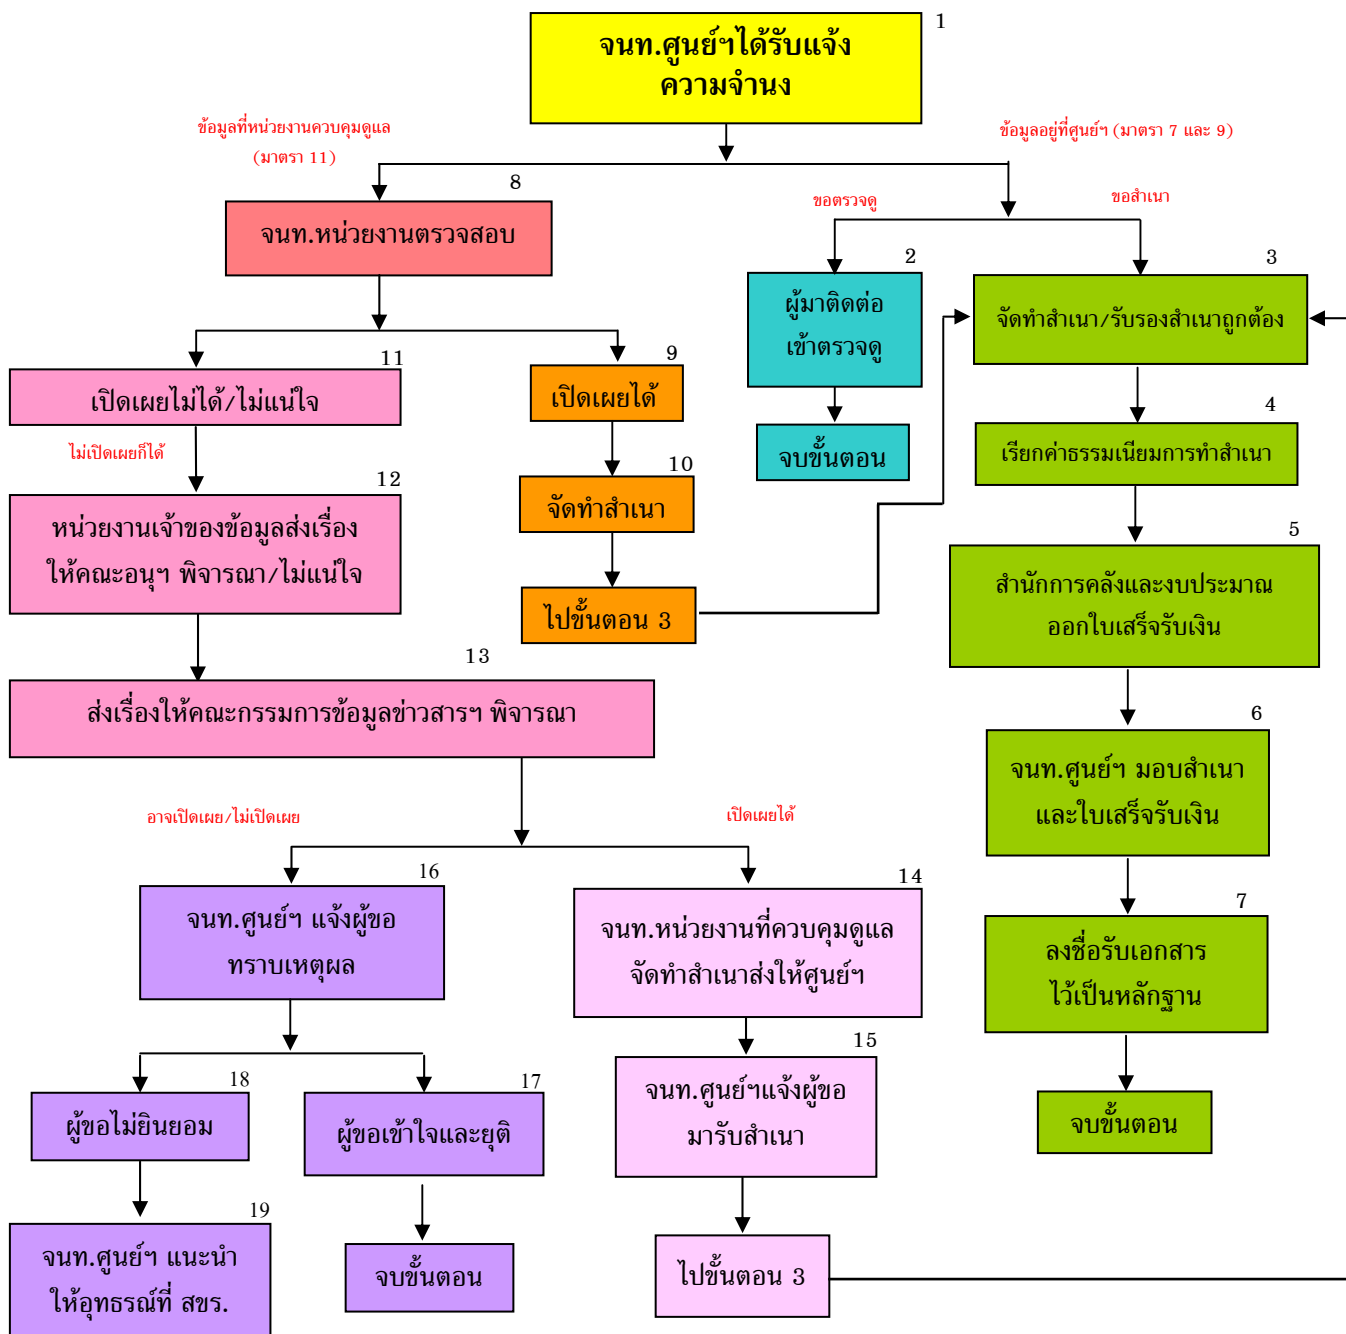 1
จนท.ศูนย์ฯได้รับแจ้ง
ความจำนง
ข้อมูลที่หน่วยงานควบคุมดูแล
(มาตรา 11)
ข้อมูลอยู่ที่ศูนย์ฯ (มาตรา 7 และ 9)
8
จนท.หน่วยงานตรวจสอบ
ขอตรวจดู
ขอสำเนา
2
ผู้มาติดต่อ
เข้าตรวจดู
จบขั้นตอน
3
จัดทำสำเนา/รับรองสำเนาถูกต้อง
11
เปิดเผยไม่ได้/ไม่แน่ใจ
9
เปิดเผยได้
4
เรียกค่าธรรมเนียมการทำสำเนา
ไม่เปิดเผยก็ได้
12
หน่วยงานเจ้าของข้อมูลส่งเรื่อง
ให้คณะอนุฯ พิจารณา/ไม่แน่ใจ
10
จัดทำสำเนา
ไปขั้นตอน 3
5
สำนักการคลังและงบประมาณ
ออกใบเสร็จรับเงิน
13
ส่งเรื่องให้คณะกรรมการข้อมูลข่าวสารฯ พิจารณา
6
จนท.ศูนย์ฯ มอบสำเนา
และใบเสร็จรับเงิน
อาจเปิดเผย/ไม่เปิดเผย
เปิดเผยได้
16
จนท.ศูนย์ฯ แจ้งผู้ขอ
ทราบเหตุผล
14
จนท.หน่วยงานที่ควบคุมดูแล
จัดทำสำเนาส่งให้ศูนย์ฯ
7
ลงชื่อรับเอกสาร
ไว้เป็นหลักฐาน
15
จนท.ศูนย์ฯแจ้งผู้ขอ
มารับสำเนา
18
ผู้ขอไม่ยินยอม
17
ผู้ขอเข้าใจและยุติ
จบขั้นตอน
19
จนท.ศูนย์ฯ แนะนำ
ให้อุทธรณ์ที่ สขร.
จบขั้นตอน
ไปขั้นตอน 3